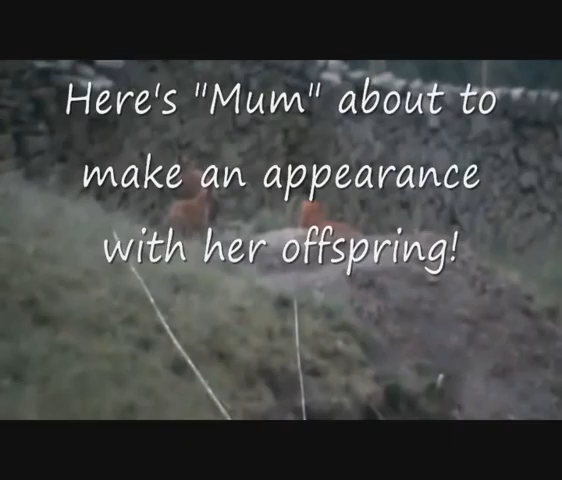 Here's "Mum" about to
make an appearance
with her offspring!